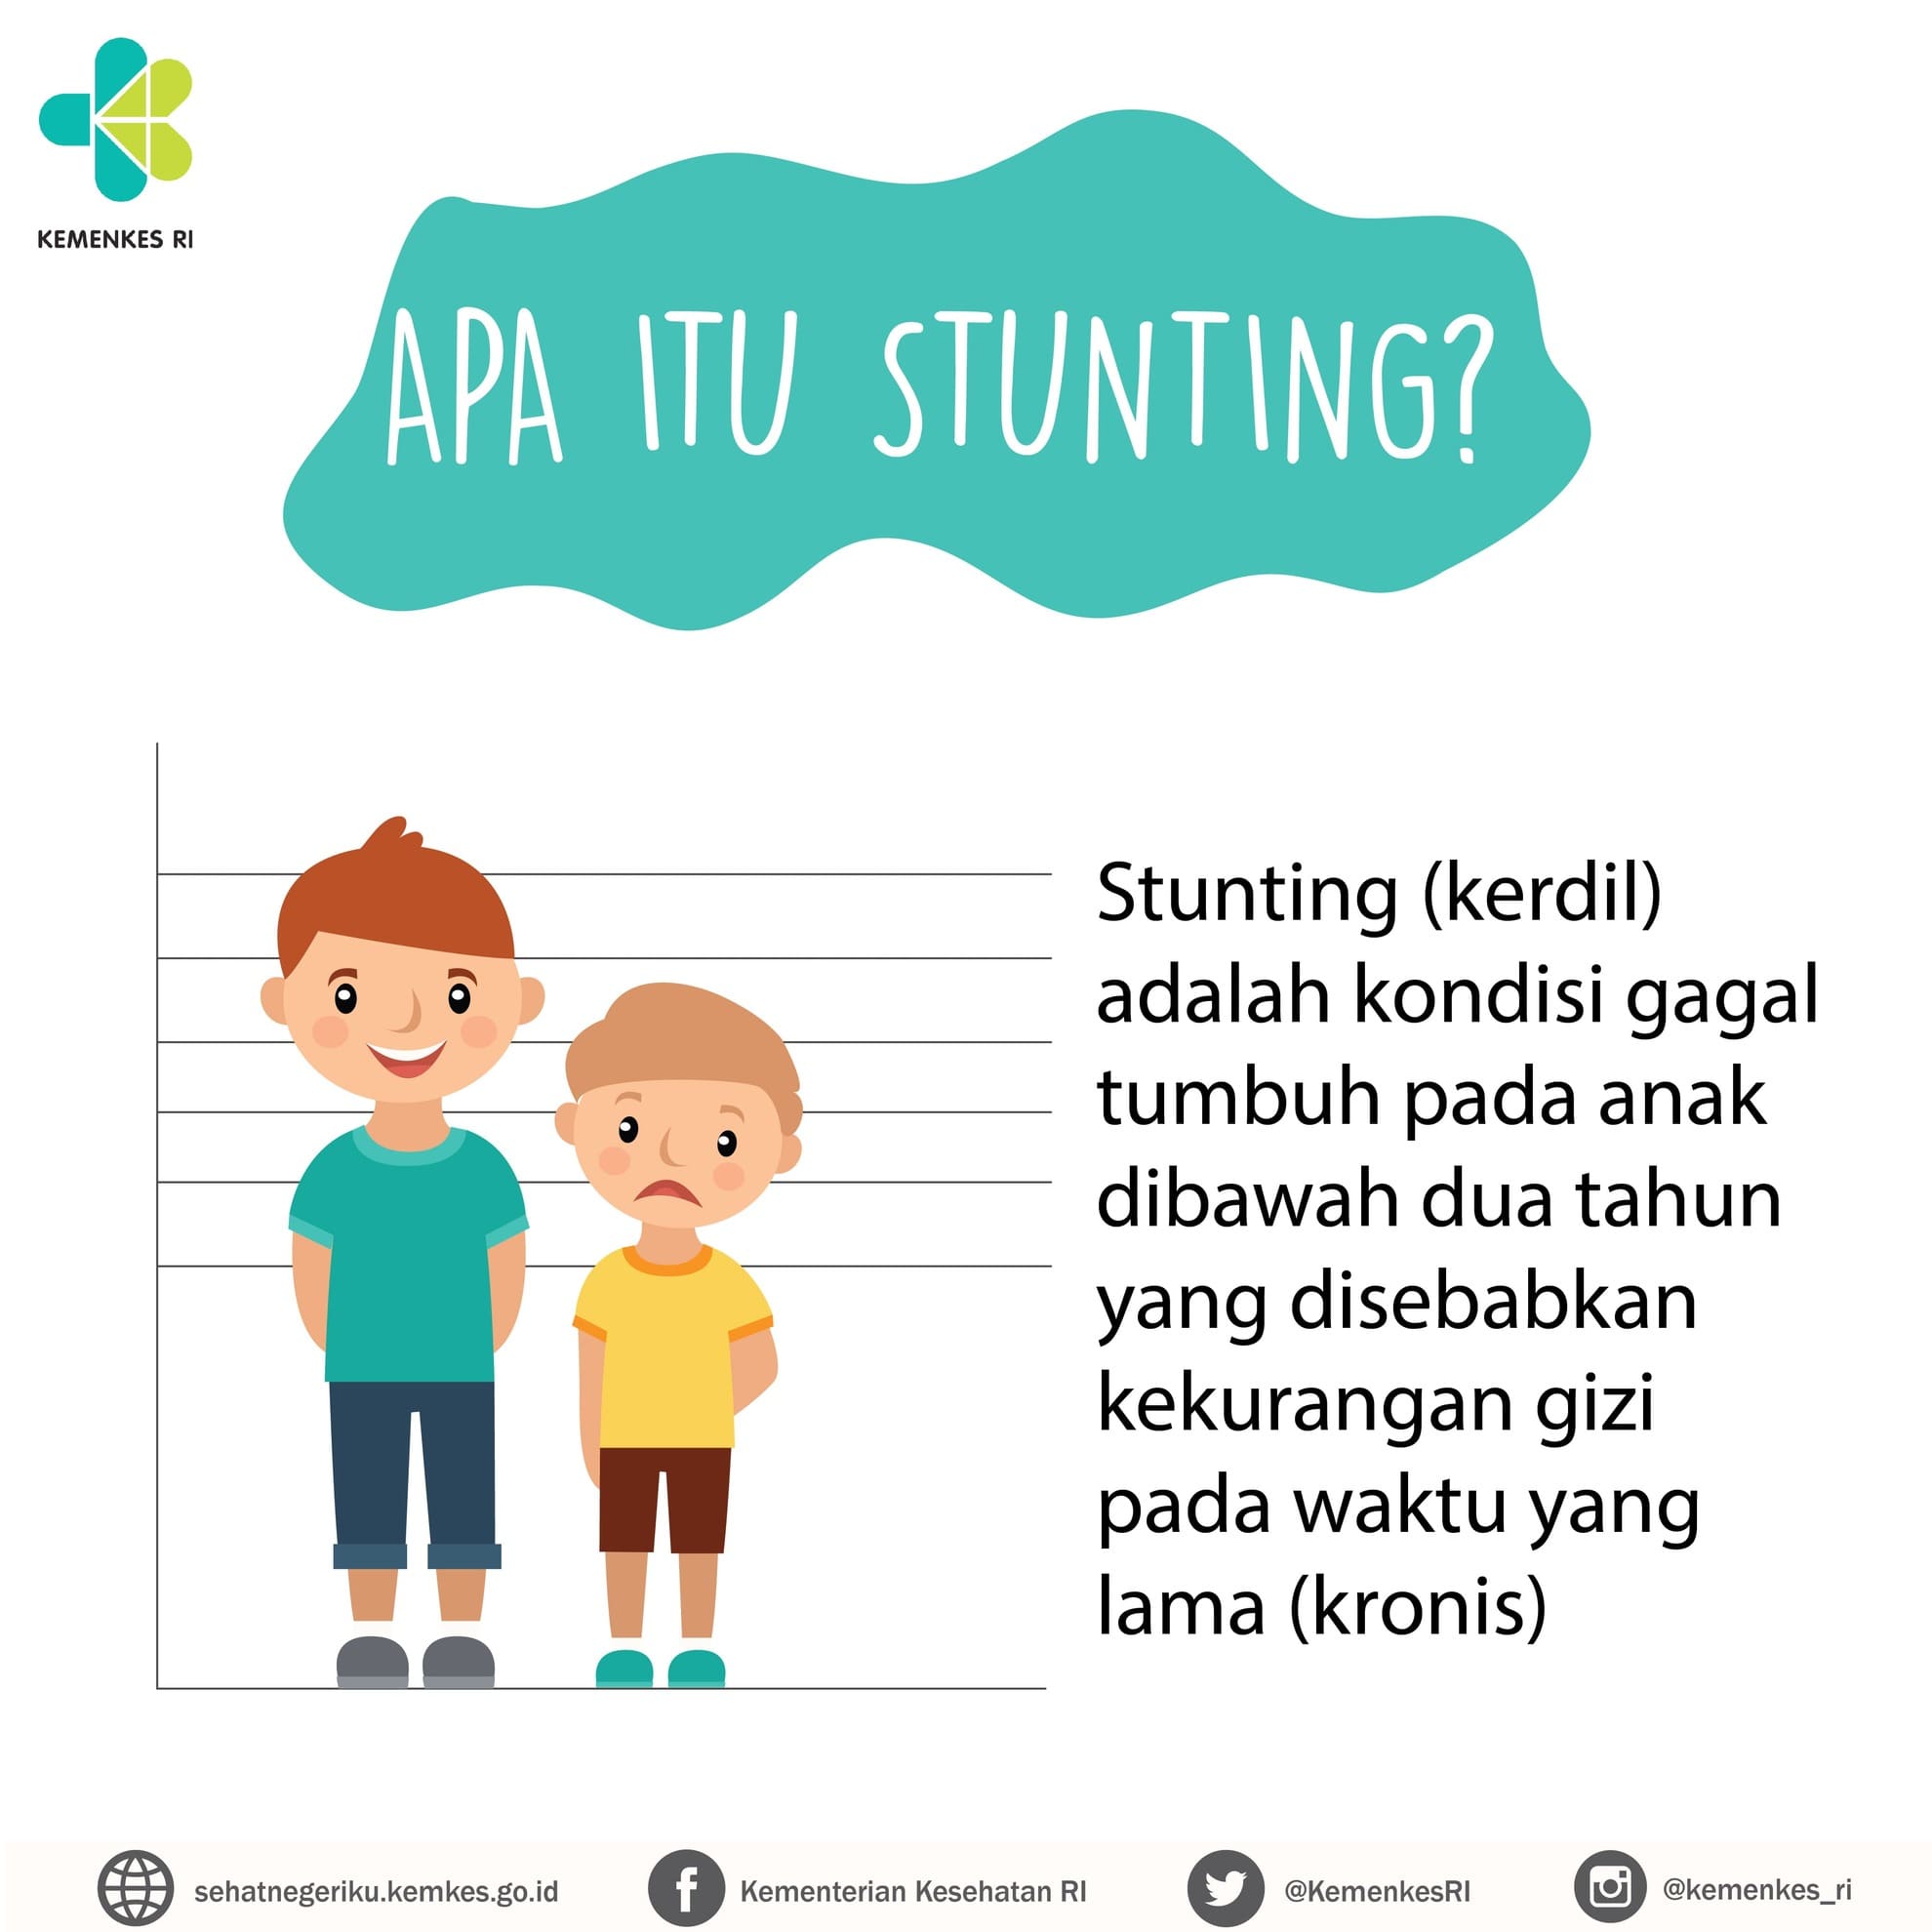 KEMENKES RI
APA ITU STUNTING?
Stunting (kerdil)
adalah kondisi gagal
tumbuh pada anak
dibawah dua tahun
yang disebabkan
kekurangan gizi
pada waktu yang
lama (kronis)
sehatnegeriku.kemkes.go.id
Kementerian Kesehatan RI
@KemenkesRI
@kemenkes_ri